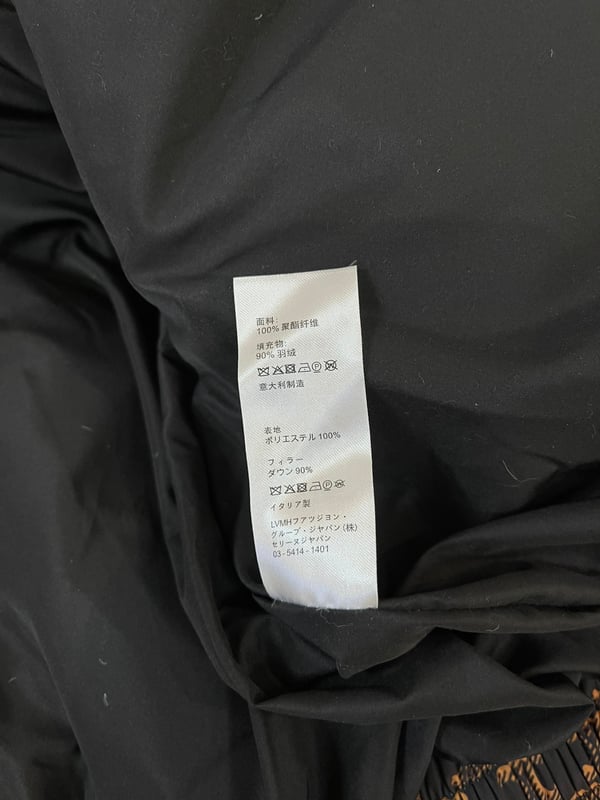 面料:
100% 聚酯纤维
填充物:
90% 羽绒
意大利制造
表地
ポリエステル 100%
フィラー
ダウン 90%
イタリア製
LVMHファッション・
グループ・ジャパン(株)
セリーヌジャパン
03-5414-1401